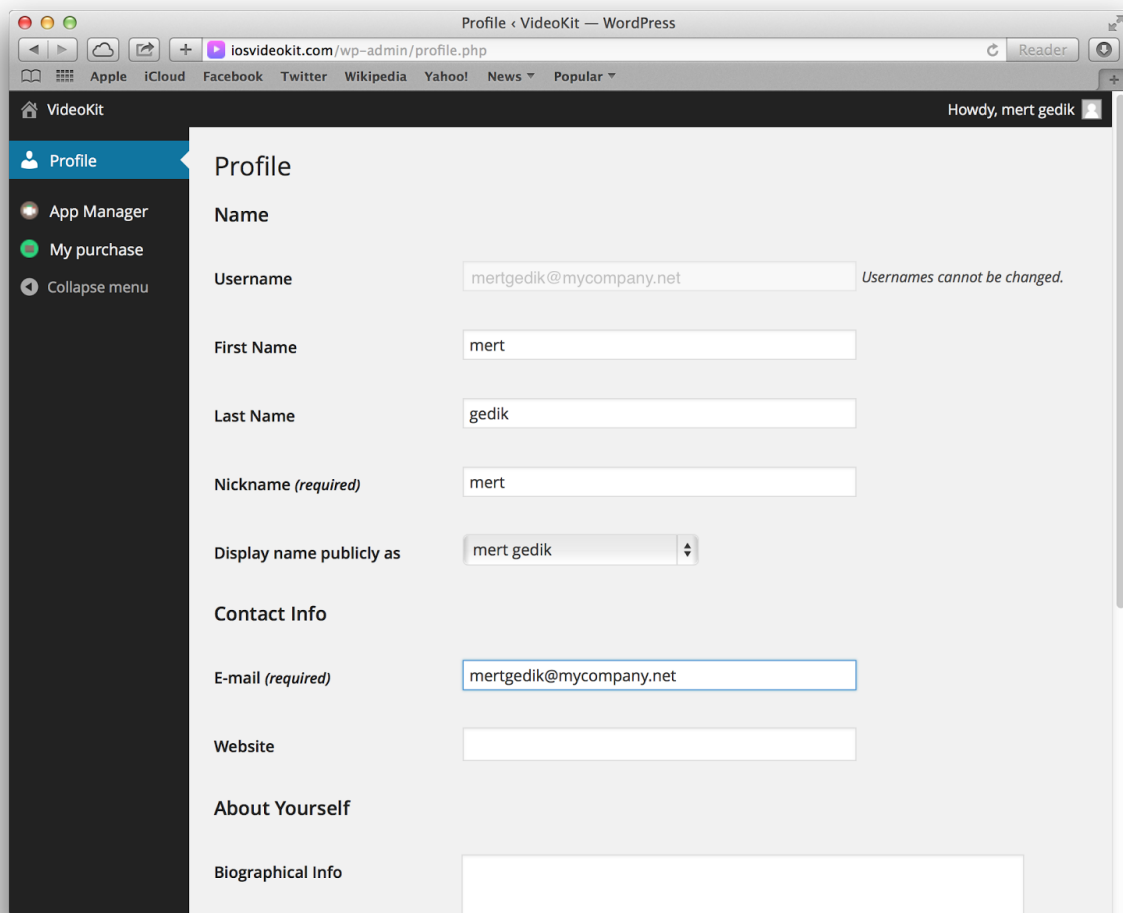 Profile ‹ VideoKit — WordPress
iosvideokit.com/wp-admin/profile.php
Reader
Apple iCloud Facebook Twitter Wikipedia Yahoo! News Popular
VideoKit
Howdy, mert gedik
Profile
App Manager
My purchase
Collapse menu
Profile
Name
Username mertgedik@mycompany.net Usernames cannot be changed.
First Name mert
Last Name gedik
Nickname (required) mert
Display name publicly as mert gedik
Contact Info
E-mail (required) mertgedik@mycompany.net
Website
About Yourself
Biographical Info